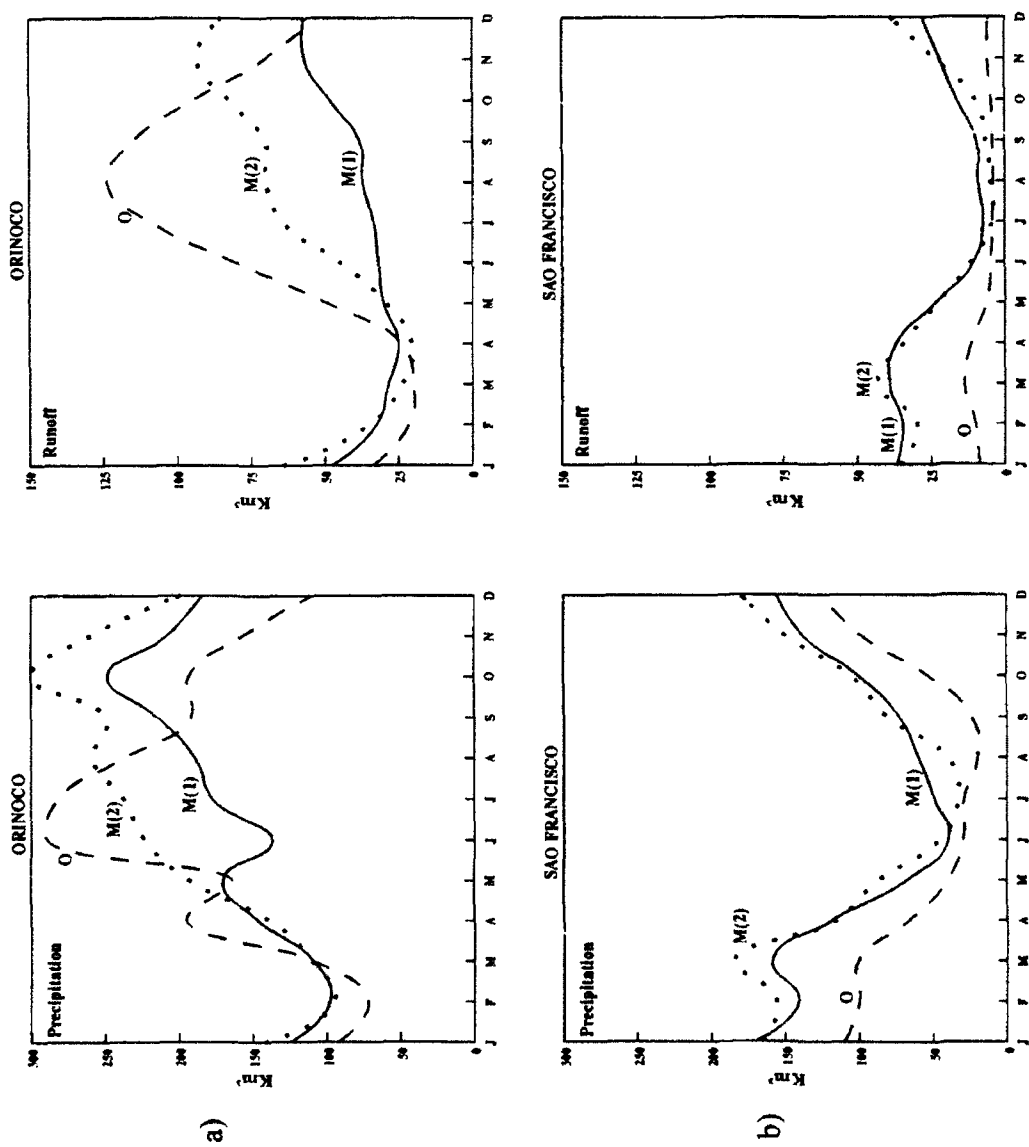 a)
ORINOCO
Precipitation
300
250
200
150
100
50
0
Km³
M(2)
O
M(1)
J F M A M J J A S O N D
ORINOCO
Runoff
150
125
100
75
50
25
Km³
O
M(2)
M(1)
J F M A M J J A S O N D
b)
SAO FRANCISCO
Precipitation
300
250
200
150
100
50
0
Km³
M(2)
O
M(1)
J F M A M J J A S O N D
SAO FRANCISCO
Runoff
150
125
100
75
50
25
0
Km³
M(2)
M(1)
O
J F M A M J J A S O N D